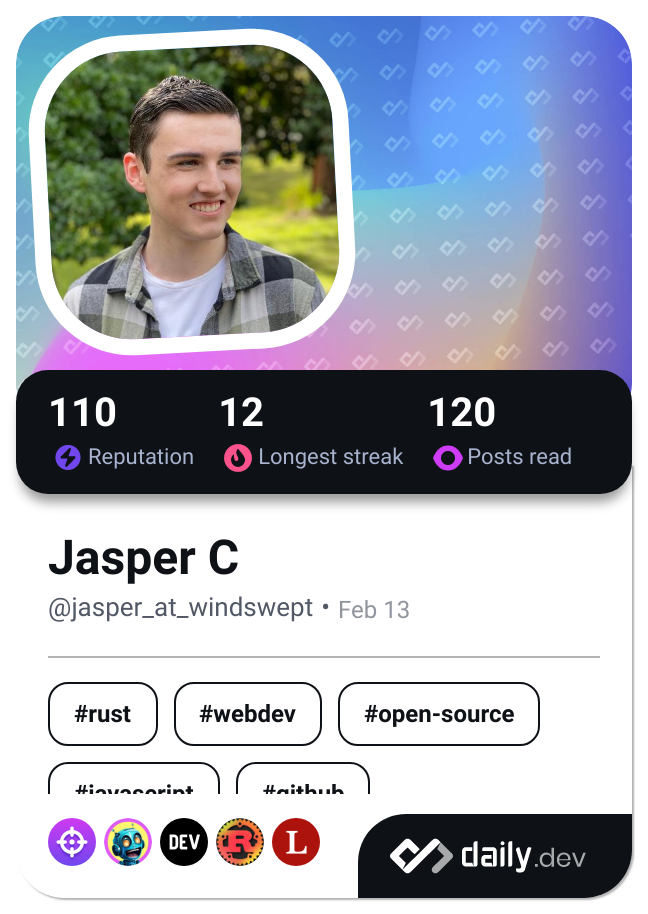 110 12 120
Reputation Longest streak Posts read
Jasper C
@jasper_at_windswept • Feb 13
#rust #webdev #open-source
#javascript #github
DEV R L
daily.dev